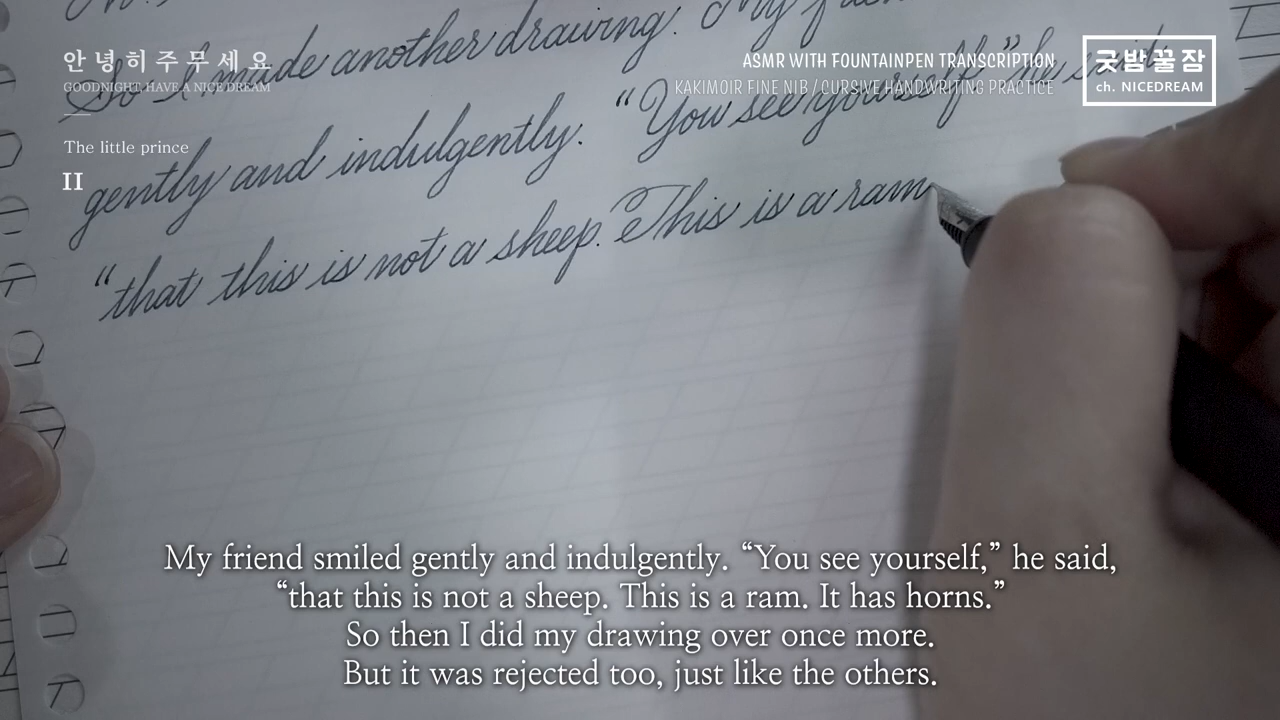 안녕히주무세요
GOODNIGHT, HAVE A NICE DREAM
The little prince
II
ASMR WITH FOUNTAINPEN TRANSCRIPTION
KAKIMOIR FINE NIB / CURSIVE HANDWRITING PRACTICE
굿밤꿀잠
ch. NICEDREAM
So I made another drawing. My
gently and indulgently. “You see yourself” he said
“that this is not a sheep. This is a ram
My friend smiled gently and indulgently. “You see yourself,” he said,
“that this is not a sheep. This is a ram. It has horns.”
So then I did my drawing over once more.
But it was rejected too, just like the others.